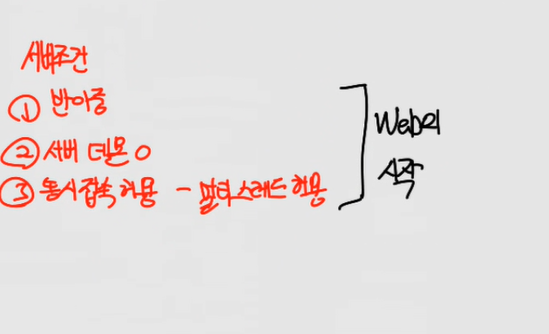 서버조건
① 반이중
② 서버 데몬 O
③ 동시접속 허용 - 멀티스레드 허용
Web의
시작